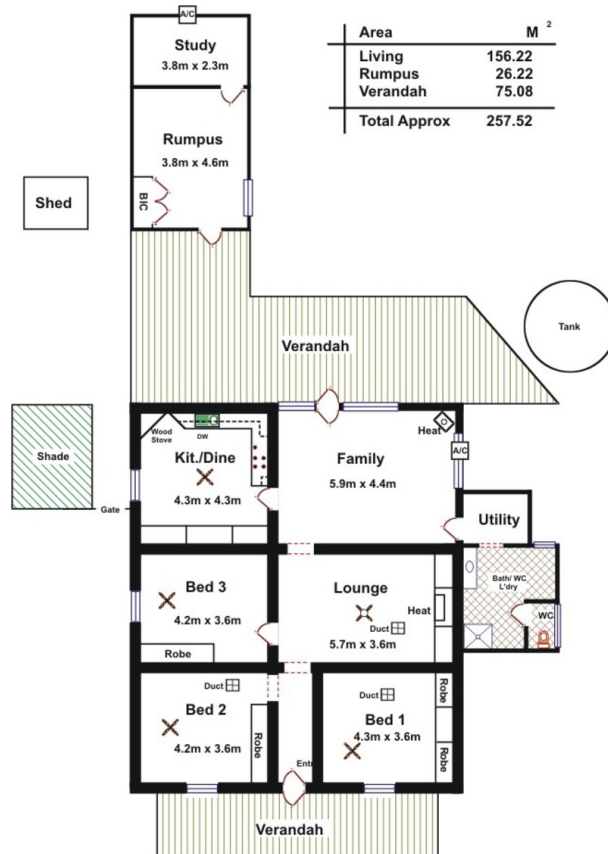 A/C
Study
3.8m x 2.3m
Area M 2
Living 156.22
Rumpus 26.22
Verandah 75.08
Total Approx 257.52
Rumpus
3.8m x 4.6m
BIC
Shed
Tank
Verandah
Wood
Stove
DW
Kit./Dine
4.3m x 4.3m
Heat
A/C
Family
5.9m x 4.4m
Shade
Gate
Utility
Bed 3
4.2m x 3.6m
Robe
Lounge
Heat
Duct
5.7m x 3.6m
Bath/ WC
L'dry
WC
Duct
Bed 2
4.2m x 3.6m
Robe
Entr
Duct
Bed 1
4.3m x 3.6m
Robe
Robe
Verandah